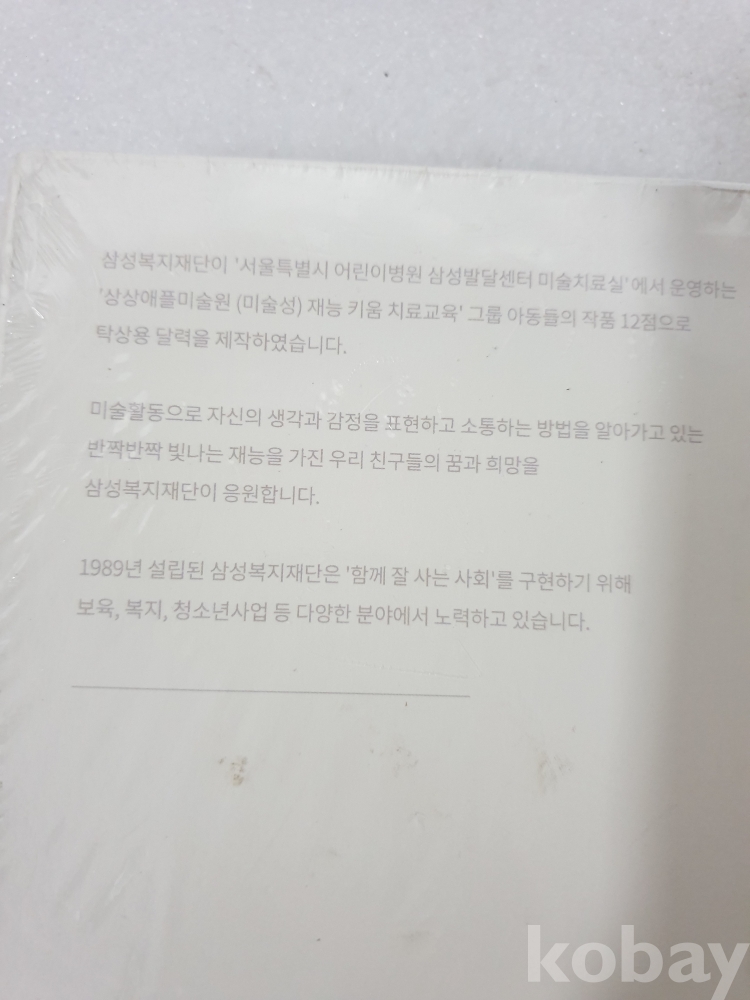 삼성복지재단이 '서울특별시 어린이병원 삼성발달센터 미술치료실'에서 운영하는
'상상애플미술원 (미술성) 재능 키움 치료교육' 그룹 아동들의 작품 12점으로
탁상용 달력을 제작하였습니다.
미술활동으로 자신의 생각과 감정을 표현하고 소통하는 방법을 알아가고 있는
반짝반짝 빛나는 재능을 가진 우리 친구들의 꿈과 희망을
삼성복지재단이 응원합니다.
1989년 설립된 삼성복지재단은 '함께 잘 사는 사회'를 구현하기 위해
보육, 복지, 청소년사업 등 다양한 분야에서 노력하고 있습니다.
kobay